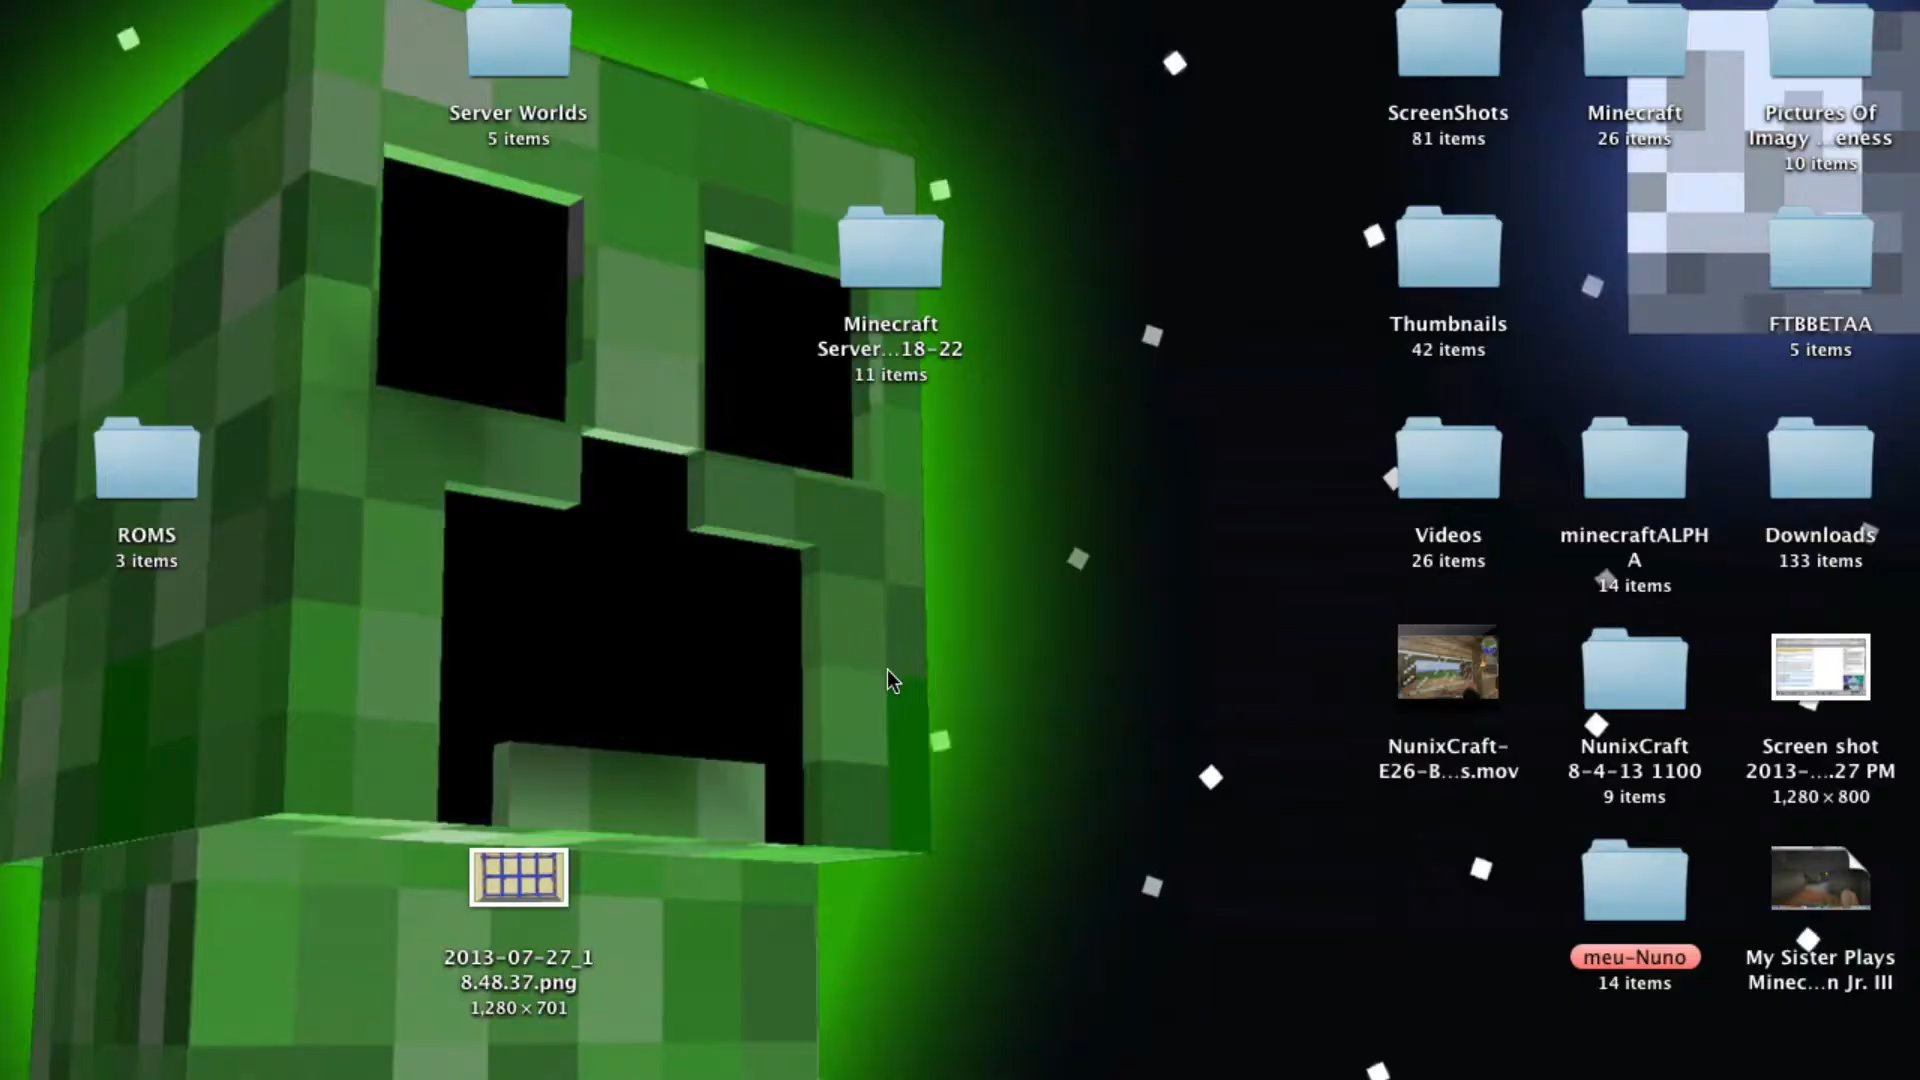 Server Worlds
5 items
ScreenShots
81 items
Minecraft
26 items
Pictures Of
Imagy ...eness
10 items
Minecraft
Server...18-22
11 items
Thumbnails
42 items
FTBBETAA
5 items
ROMS
3 items
Videos
26 items
minecraftALPH
A
14 items
Downloads
133 items
NunixCraft-
E26-B...s.mov
NunixCraft
8-4-13 1100
9 items
Screen shot
2013-....27 PM
1,280 × 800
2013-07-27_1
8.48.37.png
1,280 × 701
meu-Nuno
14 items
My Sister Plays
Minec...n Jr. III